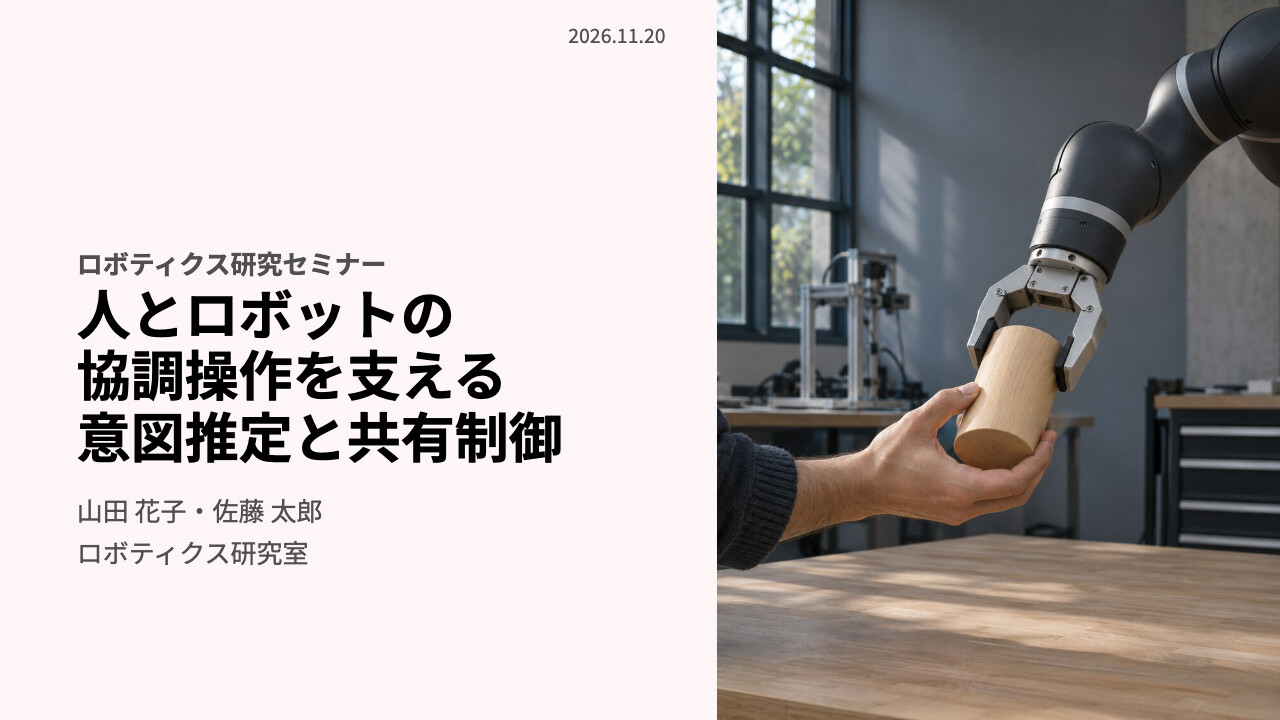 2026.11.20
ロボティクス研究セミナー
人とロボットの
協調操作を支える
意図推定と共有制御
山田 花子・佐藤 太郎
ロボティクス研究室